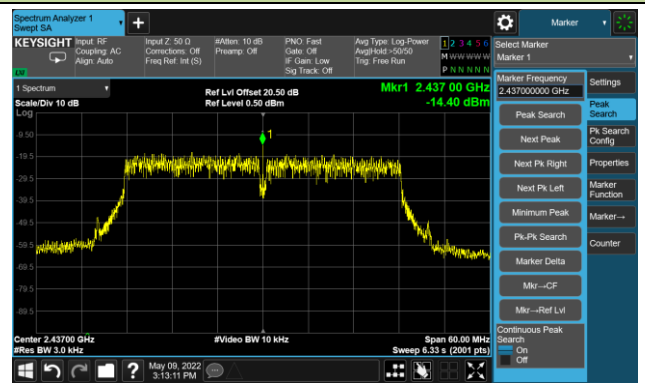 Spectrum Analyzer 1
Swept SA
Marker
KEYSIGHT
Input: RF
Coupling: AC
Align: Auto
Input Z: 50 Ω
Corrections: Off
Freq Ref: Int (S)
#Atten: 10 dB
Preamp: Off
PNO: Fast
Gate: Off
IF Gain: Low
Sig Track: Off
Avg Type: Log-Power
Avg|Hold:>50/50
Trig: Free Run
1 2 3 4 5 6
M W W W W W
P N N N N N
LXI
Select Marker
Marker 1
1 Spectrum
Scale/Div 10 dB
Log
Ref Lvl Offset 20.50 dB
Ref Level 0.50 dBm
Mkr1 2.437 00 GHz
-14.40 dBm
1
-9.50
-19.5
-29.5
-39.5
-49.5
-59.5
-69.5
-79.5
-89.5
Center 2.43700 GHz
#Res BW 3.0 kHz
#Video BW 10 kHz
Span 60.00 MHz
Sweep 6.33 s (2001 pts)
Marker Frequency
2.437000000 GHz
Peak Search
Next Peak
Next Pk Right
Next Pk Left
Minimum Peak
Pk-Pk Search
Marker Delta
Mkr→CF
Mkr→Ref Lvl
Continuous Peak
Search
On
Off
Settings
Peak
Search
Pk Search
Config
Properties
Marker
Function
Marker→
Counter
?
May 09, 2022
3:13:11 PM